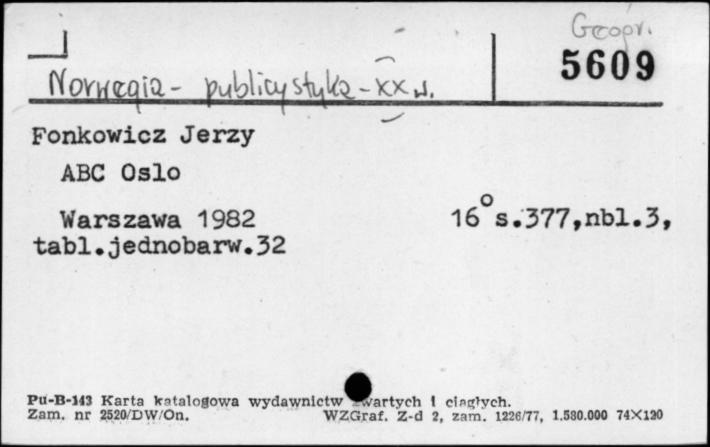 Geogr.
5609
Norwegia - publicystyka - XX w.
Fonkowicz Jerzy
ABC Oslo
Warszawa 1982 16° s.377,nbl.3,
tabl.jednobarw.32
Pu-B-143 Karta katalogowa wydawnictw zwartych i ciągłych.
Zam. nr 2520/DW/On. WZGraf. Z-d 2, zam. 1226/77, 1.580.000 74X120